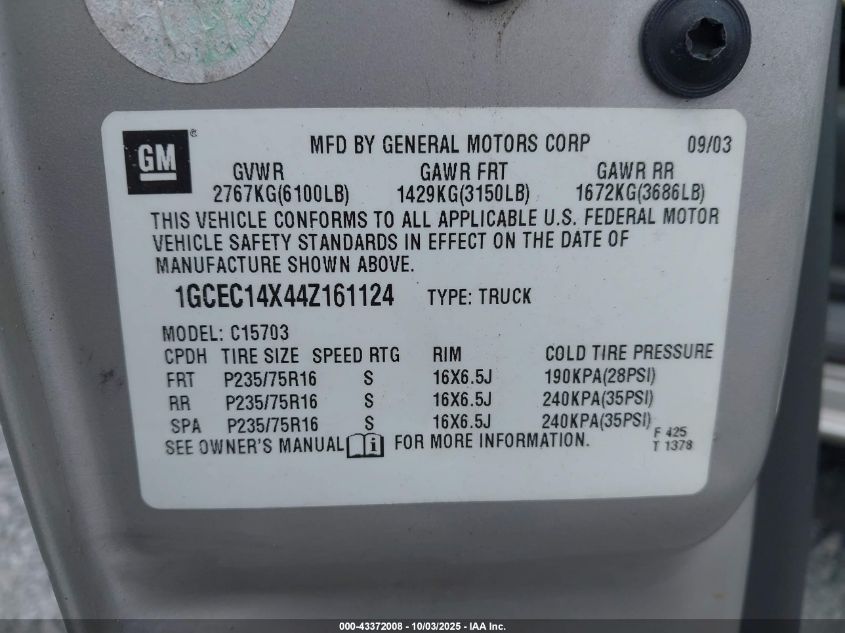 GM®
MFD BY GENERAL MOTORS CORP 09/03
GVWR GAWR FRT GAWR RR
2767KG(6100LB) 1429KG(3150LB) 1672KG(3686LB)
THIS VEHICLE CONFORMS TO ALL APPLICABLE U.S. FEDERAL MOTOR
VEHICLE SAFETY STANDARDS IN EFFECT ON THE DATE OF
MANUFACTURE SHOWN ABOVE.
1GCEC14X44Z161124 TYPE: TRUCK
MODEL: C15703
CPDH TIRE SIZE SPEED RTG RIM COLD TIRE PRESSURE
FRT P235/75R16 S 16X6.5J 190KPA(28PSI)
RR P235/75R16 S 16X6.5J 240KPA(35PSI)
SPA P235/75R16 S 16X6.5J 240KPA(35PSI)
SEE OWNER'S MANUAL i FOR MORE INFORMATION.
F 425
T 1378
000-43372008 - 10/03/2025 - IAA Inc.